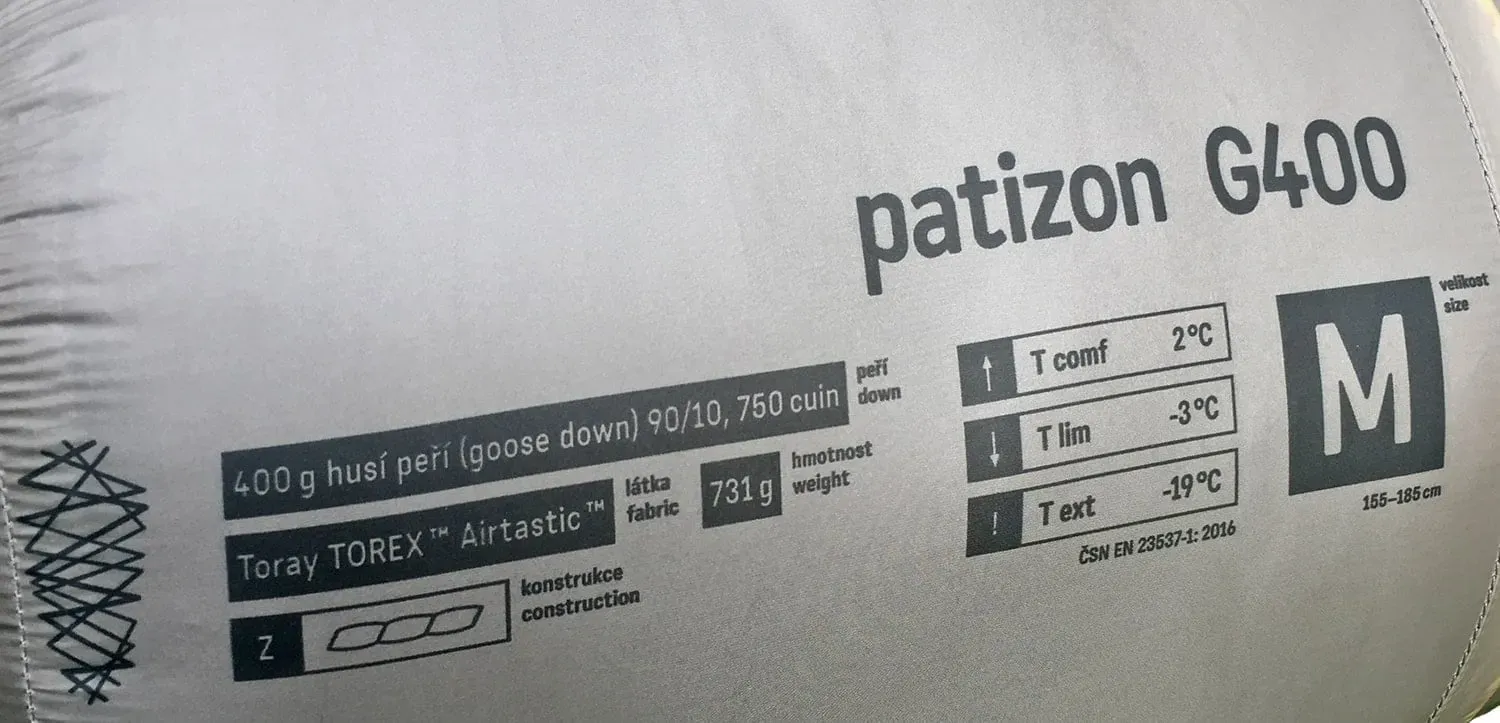 patizon G400
400 g husí peří (goose down) 90/10, 750 cuin
peří
down
Toray TOREX™ Airtastic™
látka
fabric
731 g
hmotnost
weight
Z
konstrukce
construction
↑ T comf 2°C
↓ T lim -3°C
! T ext -19°C
ČSN EN 23537-1: 2016
M
velikost
size
155–185 cm